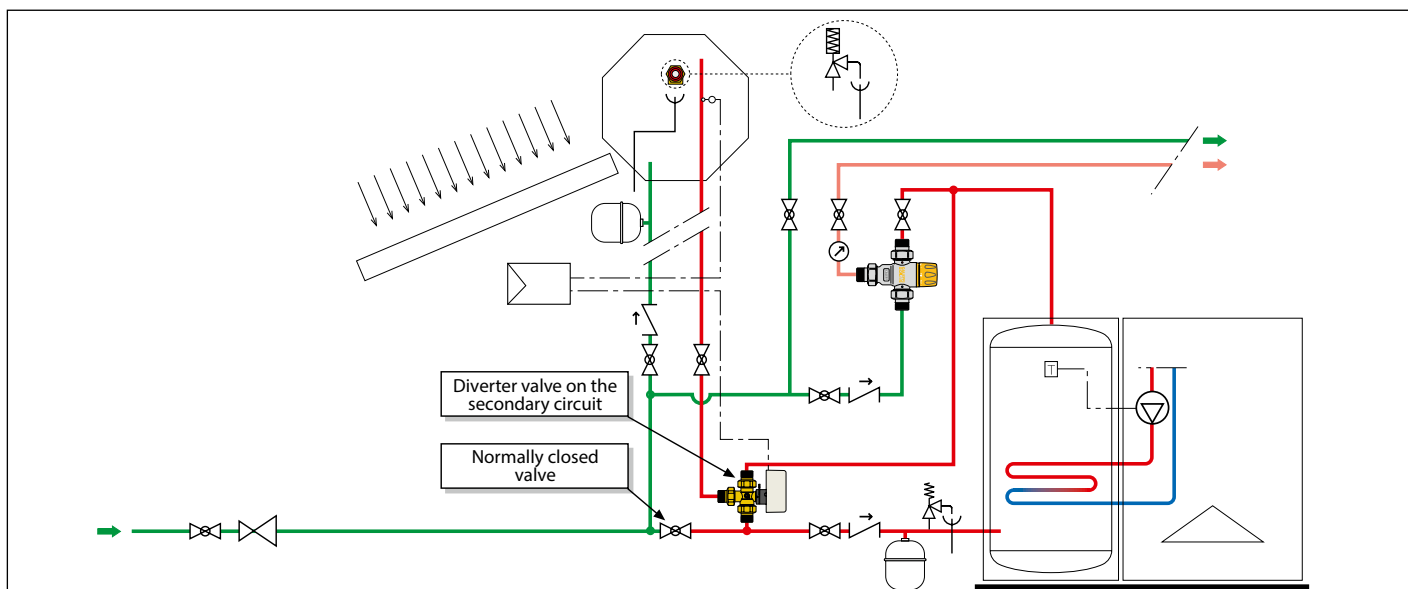 Diverter valve on the
secondary circuit
Normally closed
valve
T